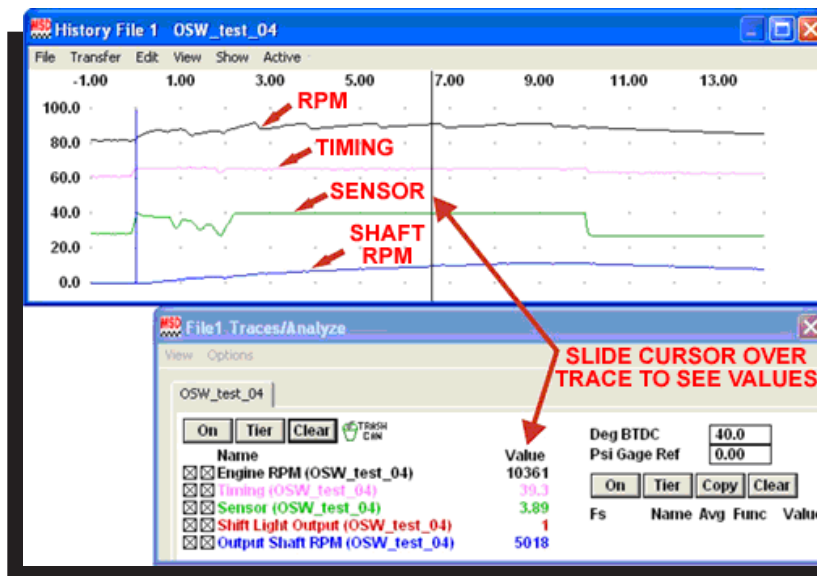 MSD History File 1 OSW_test_04
File Transfer Edit View Show Active
-1.00 1.00 3.00 5.00 7.00 9.00 11.00 13.00
100.0
RPM
80.0
TIMING
60.0
SENSOR
40.0
SHAFT
RPM
20.0
0.0
MSD File1 Traces/Analyze
View Options
SLIDE CURSOR OVER
TRACE TO SEE VALUES
OSW_test_04
On Tier Clear TRASH CAN
Name Value
Engine RPM (OSW_test_04) 10361
Timing (OSW_test_04) 39.3
Sensor (OSW_test_04) 3.89
Shift Light Output (OSW_test_04) 1
Output Shaft RPM (OSW_test_04) 5018
Deg BTDC 40.0
Psi Gage Ref 0.00
On Tier Copy Clear
Fs Name Avg Func Valu